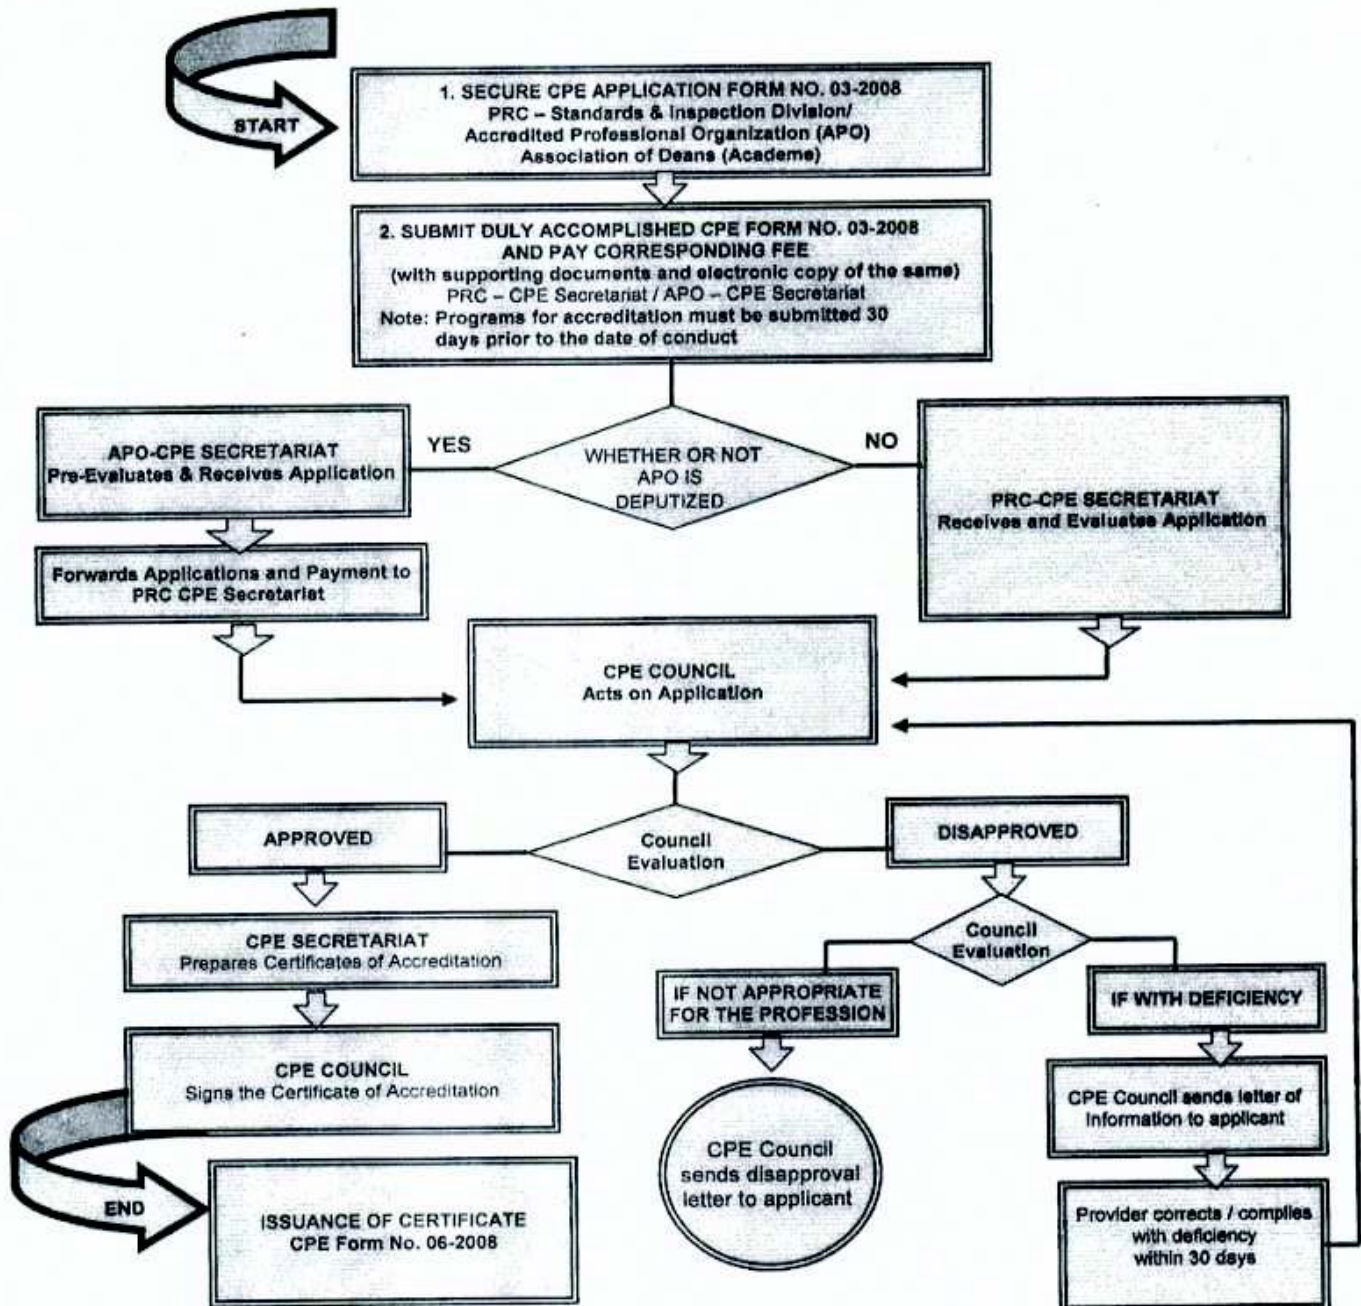 START
1. SECURE CPE APPLICATION FORM NO. 03-2008
PRC – Standards & Inspection Division/
Accredited Professional Organization (APO)
Association of Deans (Academe)
2. SUBMIT DULY ACCOMPLISHED CPE FORM NO. 03-2008
AND PAY CORRESPONDING FEE
(with supporting documents and electronic copy of the same)
PRC – CPE Secretariat / APO – CPE Secretariat
Note: Programs for accreditation must be submitted 30
days prior to the date of conduct
WHETHER OR NOT
APO IS
DEPUTIZED
YES
APO-CPE SECRETARIAT
Pre-Evaluates & Receives Application
Forwards Applications and Payment to
PRC CPE Secretariat
NO
PRC-CPE SECRETARIAT
Receives and Evaluates Application
CPE COUNCIL
Acts on Application
Council
Evaluation
APPROVED
CPE SECRETARIAT
Prepares Certificates of Accreditation
CPE COUNCIL
Signs the Certificate of Accreditation
END
ISSUANCE OF CERTIFICATE
CPE Form No. 06-2008
DISAPPROVED
Council
Evaluation
IF NOT APPROPRIATE
FOR THE PROFESSION
CPE Council
sends disapproval
letter to applicant
IF WITH DEFICIENCY
CPE Council sends letter of
Information to applicant
Provider corrects / complies
with deficiency
within 30 days